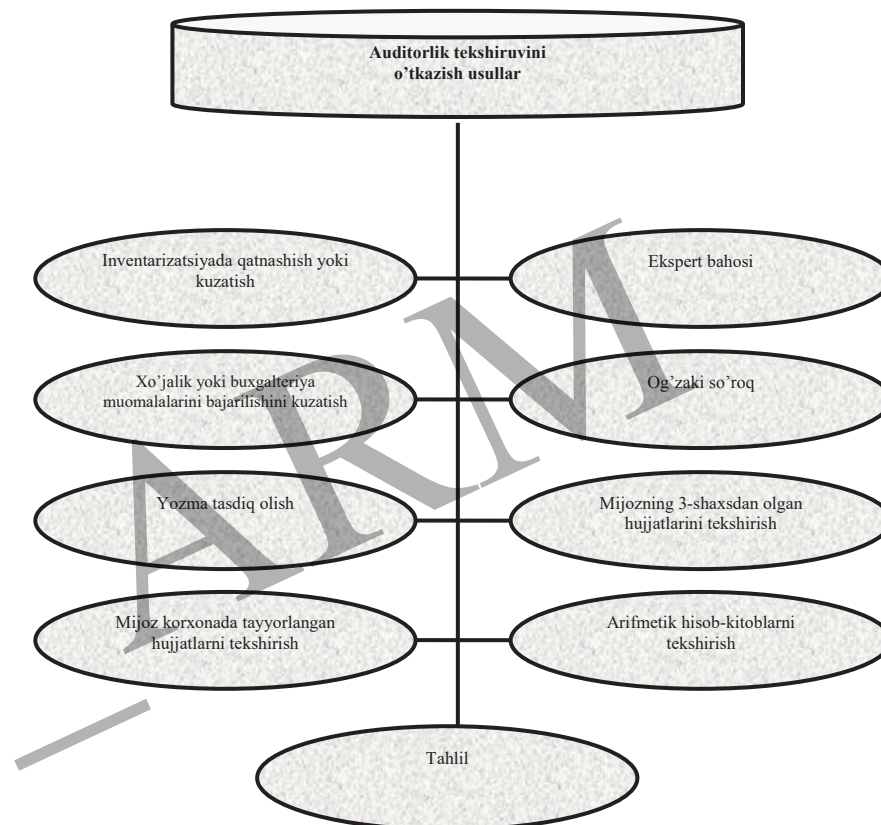 Auditorlik tekshiruvini
o’tkazish usullar
Inventarizatsiyada qatnashish yoki
kuzatish
Ekspert bahosi
Xo’jalik yoki buxgalteriya
muomalalarini bajarilishini kuzatish
Og’zaki so’roq
Yozma tasdiq olish
Mijozning 3-shaxsdan olgan
hujjatlarini tekshirish
Mijoz korxonada tayyorlangan
hujjatlarni tekshirish
Arifmetik hisob-kitoblarni
tekshirish
Tahlil
_ARM